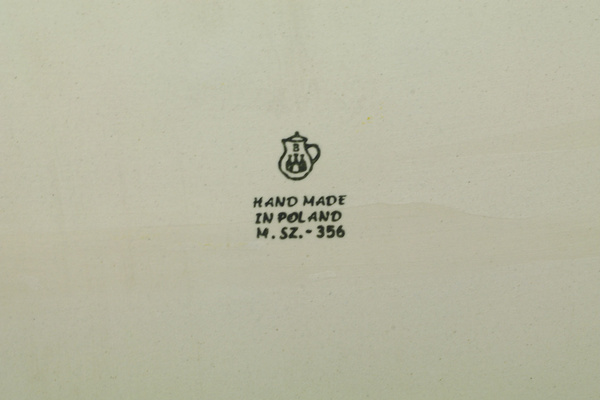 B
HAND MADE
IN POLAND
M. SZ.- 356